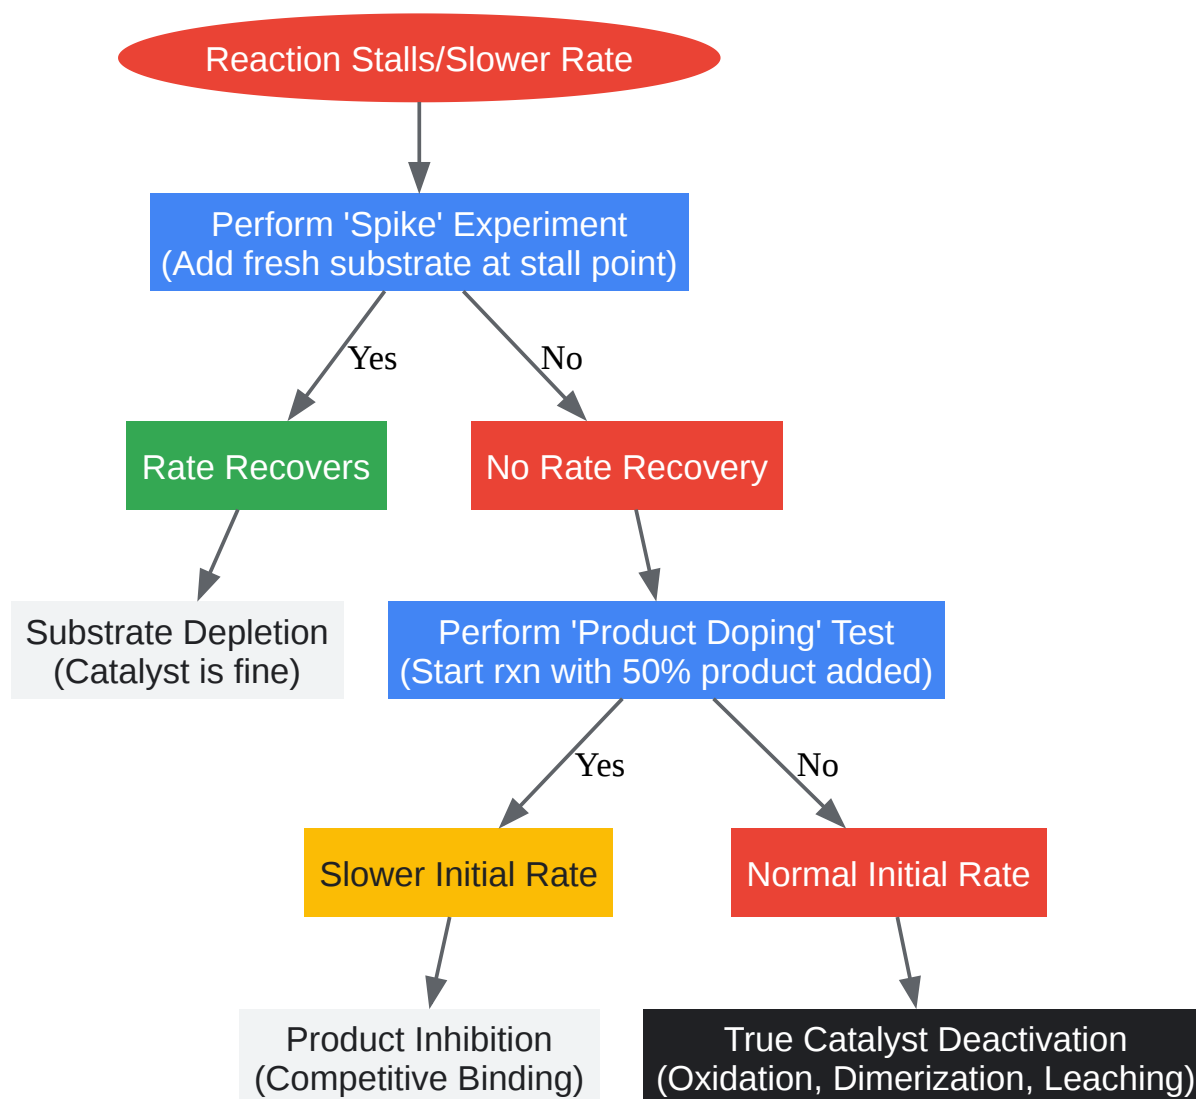 Reaction Stalls/Slower Rate
Perform 'Spike' Experiment
(Add fresh substrate at stall point)
Yes
No
Rate Recovers
No Rate Recovery
Substrate Depletion
(Catalyst is fine)
Perform 'Product Doping' Test
(Start rxn with 50% product added)
Yes
No
Slower Initial Rate
Normal Initial Rate
Product Inhibition
(Competitive Binding)
True Catalyst Deactivation
(Oxidation, Dimerization, Leaching)